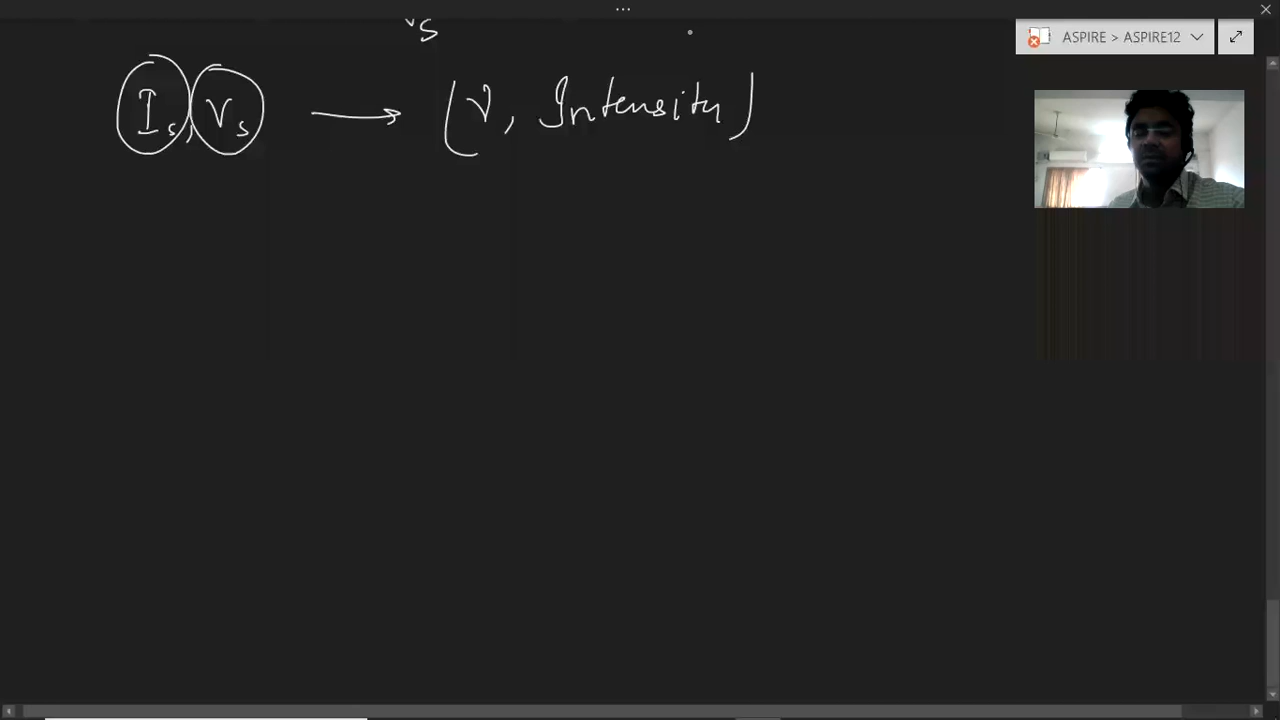 Vs
Is, Vs → (ν, Intensity)
ASPIRE > ASPIRE12